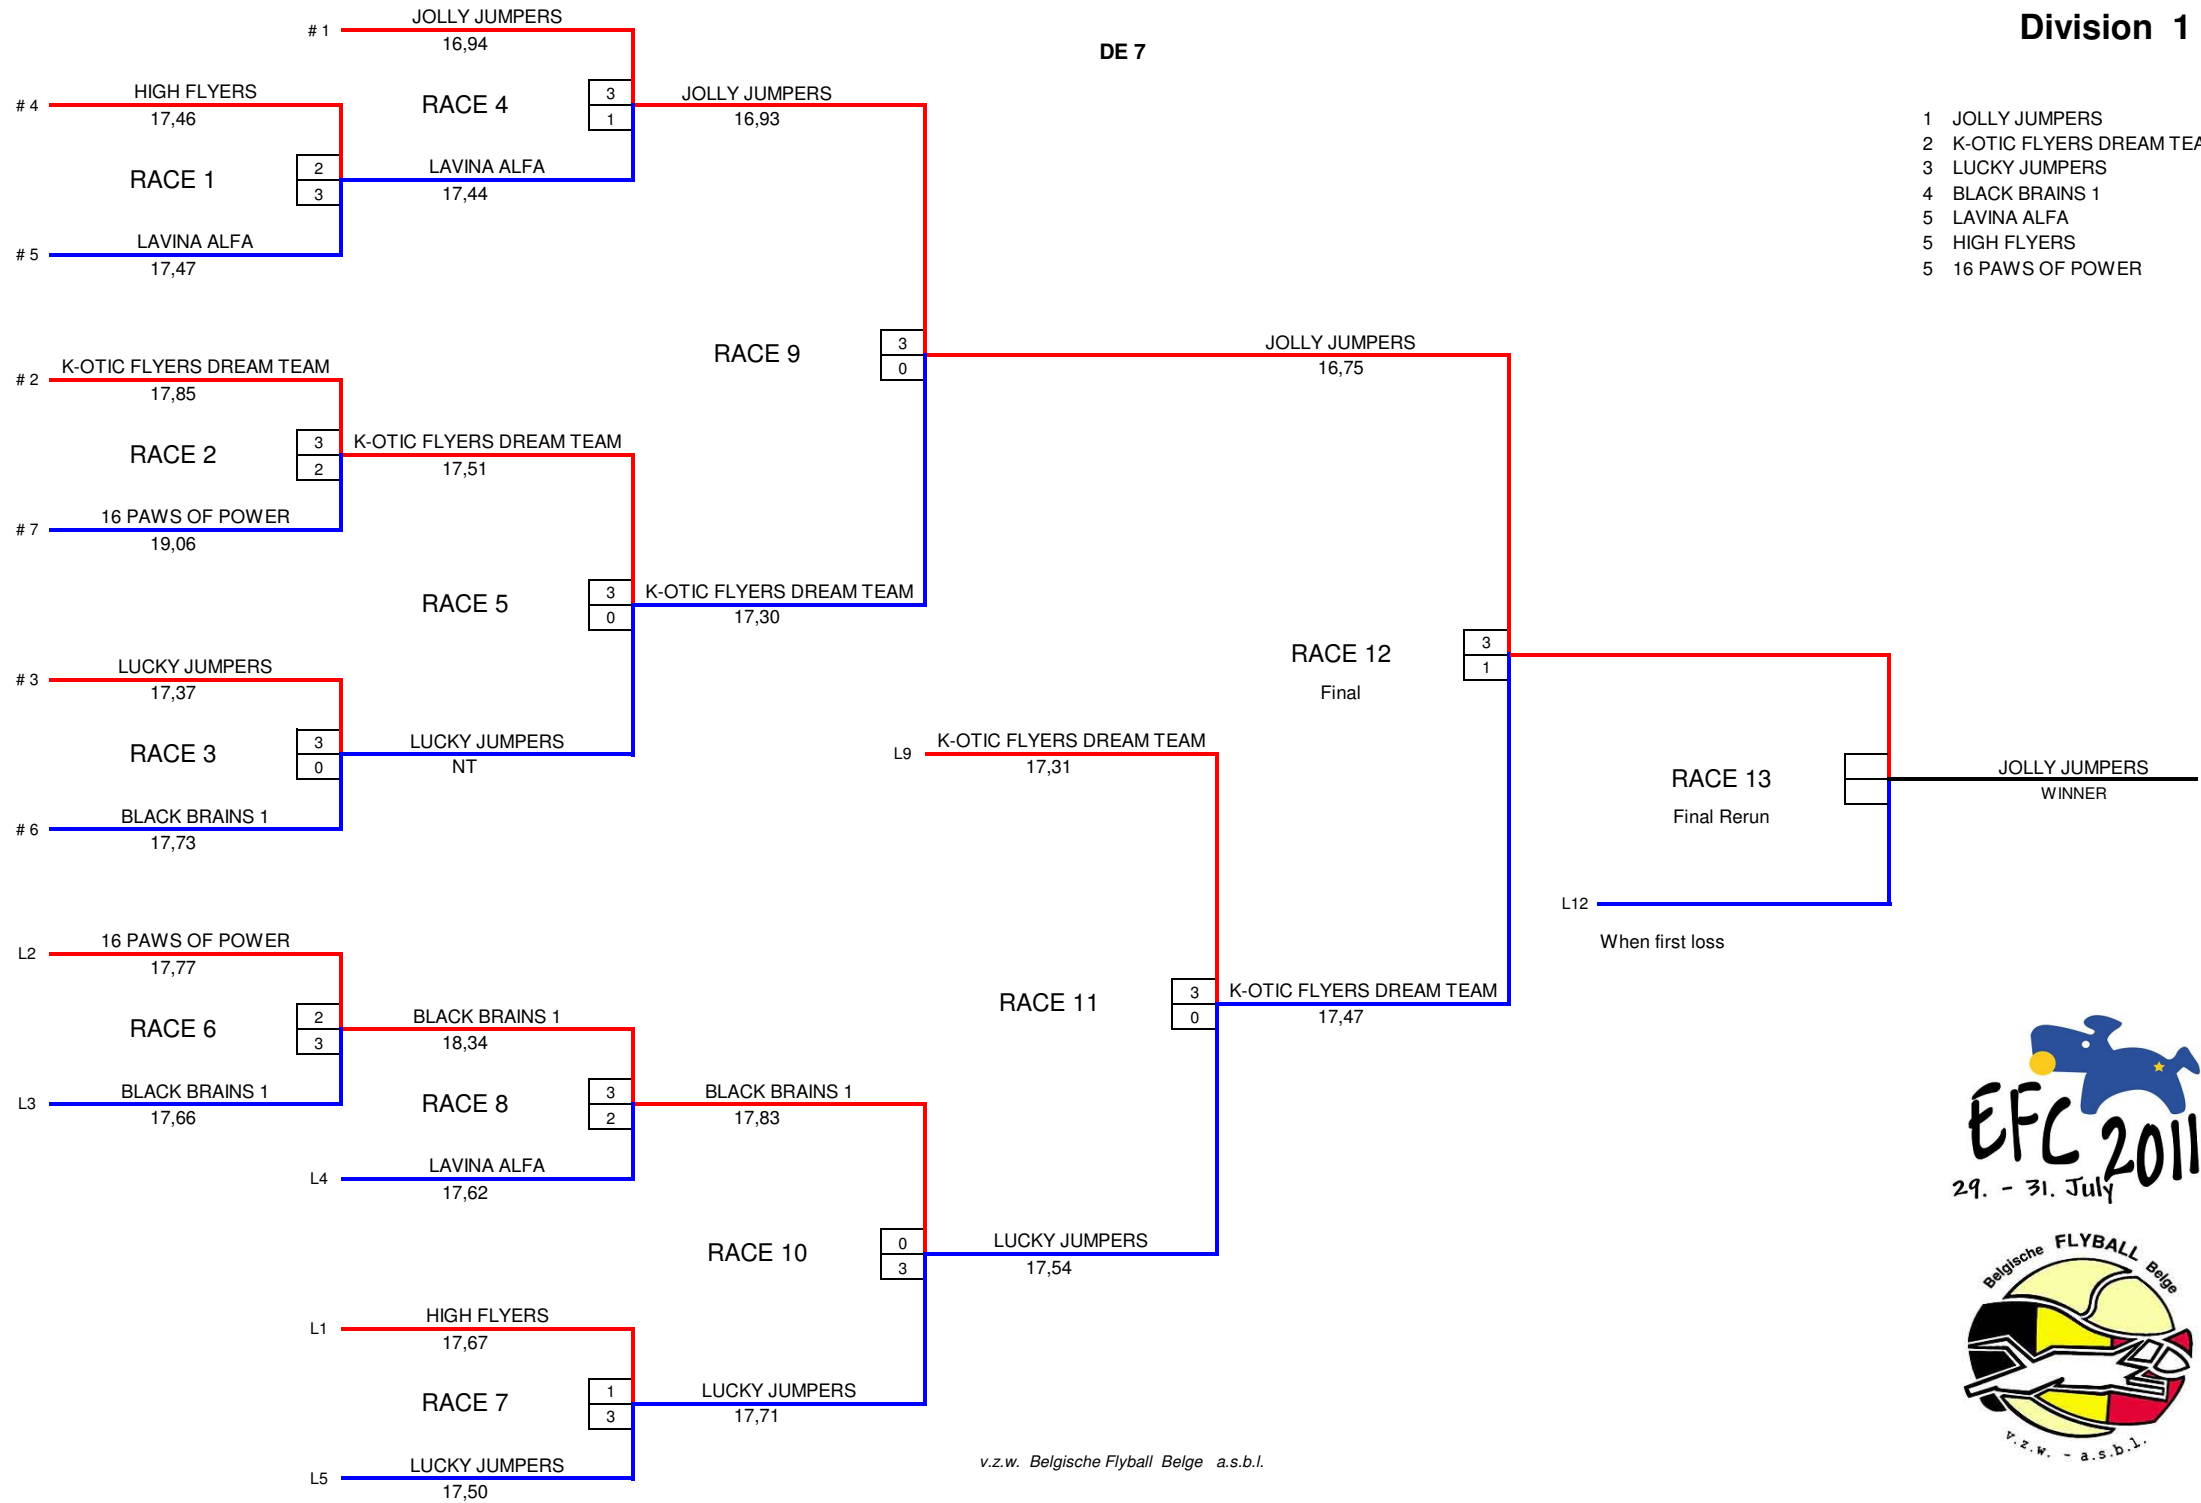 Division 1
DE 7
1 JOLLY JUMPERS
2 K-OTIC FLYERS DREAM TEA
3 LUCKY JUMPERS
4 BLACK BRAINS 1
5 LAVINA ALFA
5 HIGH FLYERS
5 16 PAWS OF POWER
# 1 JOLLY JUMPERS
16,94
# 4 HIGH FLYERS
17,46
RACE 1
2
3
# 5 LAVINA ALFA
17,47
RACE 4
3
1
LAVINA ALFA
17,44
JOLLY JUMPERS
16,93
# 2 K-OTIC FLYERS DREAM TEAM
17,85
RACE 2
3
2
# 7 16 PAWS OF POWER
19,06
K-OTIC FLYERS DREAM TEAM
17,51
RACE 5
3
0
# 3 LUCKY JUMPERS
17,37
RACE 3
3
0
# 6 BLACK BRAINS 1
17,73
LUCKY JUMPERS
NT
K-OTIC FLYERS DREAM TEAM
17,30
RACE 9
3
0
JOLLY JUMPERS
16,75
RACE 12
Final
3
1
L9 K-OTIC FLYERS DREAM TEAM
17,31
RACE 11
3
0
K-OTIC FLYERS DREAM TEAM
17,47
RACE 13
Final Rerun
JOLLY JUMPERS
WINNER
L12
When first loss
L2 16 PAWS OF POWER
17,77
RACE 6
2
3
L3 BLACK BRAINS 1
17,66
BLACK BRAINS 1
18,34
RACE 8
3
2
L4 LAVINA ALFA
17,62
BLACK BRAINS 1
17,83
RACE 10
0
3
LUCKY JUMPERS
17,54
L1 HIGH FLYERS
17,67
RACE 7
1
3
L5 LUCKY JUMPERS
17,50
LUCKY JUMPERS
17,71
EFC 2011
29. - 31. July
Belgische FLYBALL Belge
v.z.w. - a.s.b.l.
v.z.w. Belgische Flyball Belge a.s.b.l.